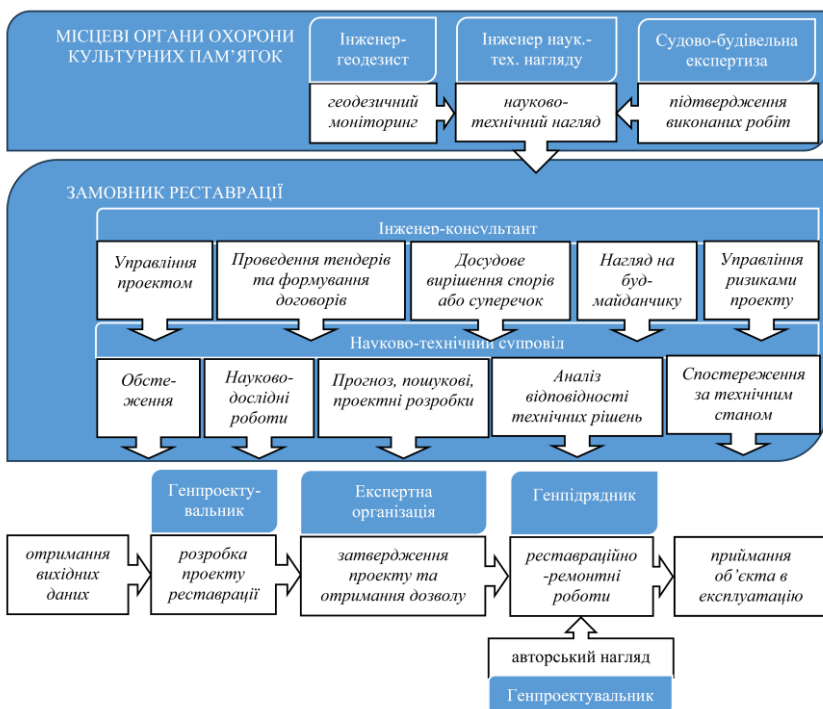 МІСЦЕВІ ОРГАНИ ОХОРОНИ
КУЛЬТУРНИХ ПАМ’ЯТОК
Інженер-
геодезист
Інженер наук.-
тех. нагляду
Судово-будівельна
експертиза
геодезичний
моніторинг
науково-
технічний нагляд
підтвердження
виконаних робіт
ЗАМОВНИК РЕСТАВРАЦІЇ
Інженер-консультант
Управління
проектом
Проведення тендерів
та формування
договорів
Досудове
вирішення спорів
або суперечок
Нагляд на
буд-
майданчику
Управління
ризиками
проекту
Науково-технічний супровід
Обсте-
ження
Науково-
дослідні
роботи
Прогноз, пошукові,
проектні розробки
Аналіз
відповідності
технічних рішень
Спостереження
за технічним
станом
Генпроекту-
вальник
Експертна
організація
Генпідрядник
отримання
вихідних
даних
розробка
проекту
реставрації
затвердження
проекту та
отримання дозволу
реставраційно
-ремонтні
роботи
приймання
об’єкта в
експлуатацію
авторський нагляд
Генпроектувальник